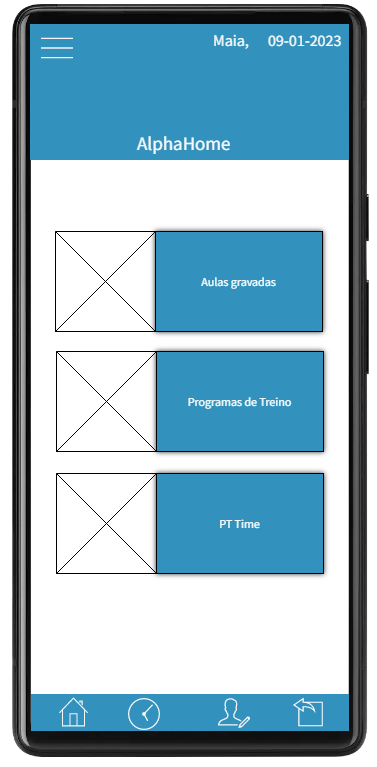 Maia, 09-01-2023
AlphaHome
Aulas gravadas
Programas de Treino
PT Time